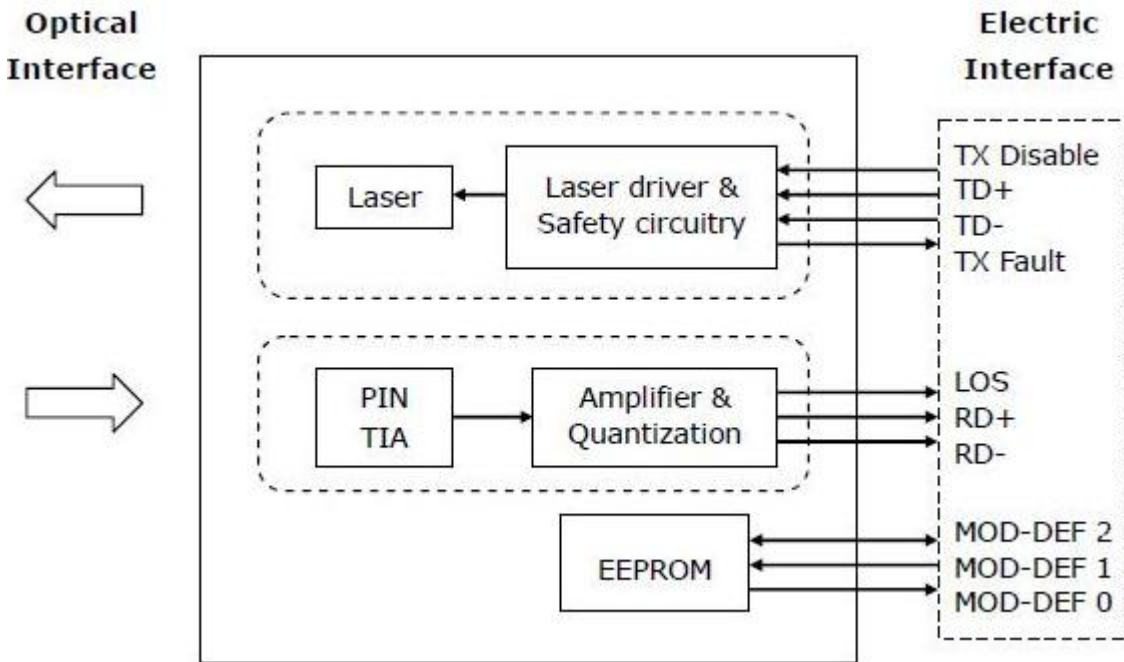 Optical
Interface
Electric
Interface
Laser
Laser driver &
Safety circuitry
TX Disable
TD+
TD-
TX Fault
PIN
TIA
Amplifier &
Quantization
LOS
RD+
RD-
EEPROM
MOD-DEF 2
MOD-DEF 1
MOD-DEF 0